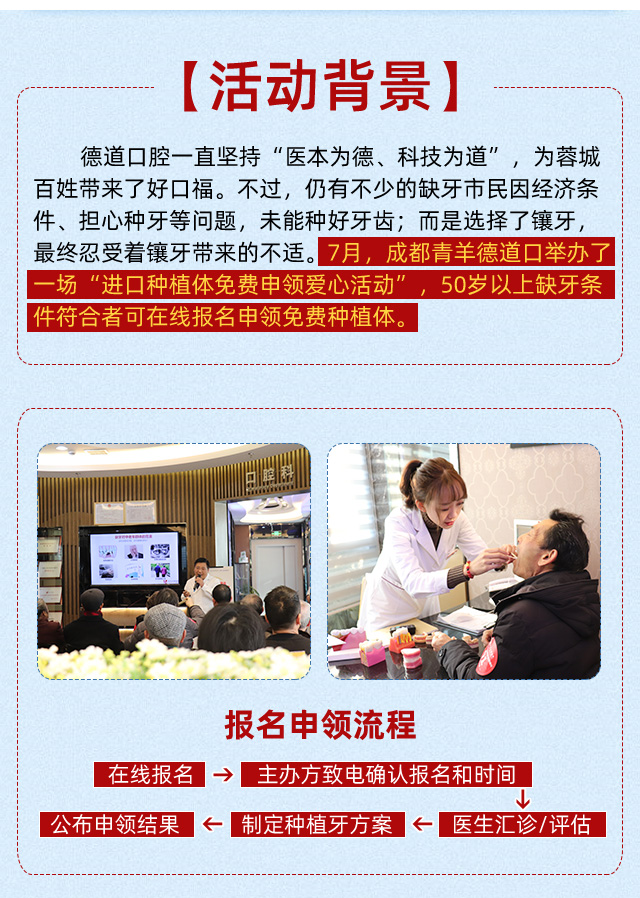 【活动背景】
德道口腔一直坚持“医本为德、科技为道”，为蓉城
百姓带来了好口福。不过，仍有不少的缺牙市民因经济条
件、担心种牙等问题，未能种好牙齿；而是选择了镶牙，
最终忍受着镶牙带来的不适。7月，成都青羊德道口举办了
一场“进口种植体免费申领爱心活动”，50岁以上缺牙条
件符合者可在线报名申领免费种植体。
口腔科
报名申领流程
在线报名 → 主办方致电确认报名和时间
↓
公布申领结果 ← 制定种植牙方案 ← 医生汇诊/评估